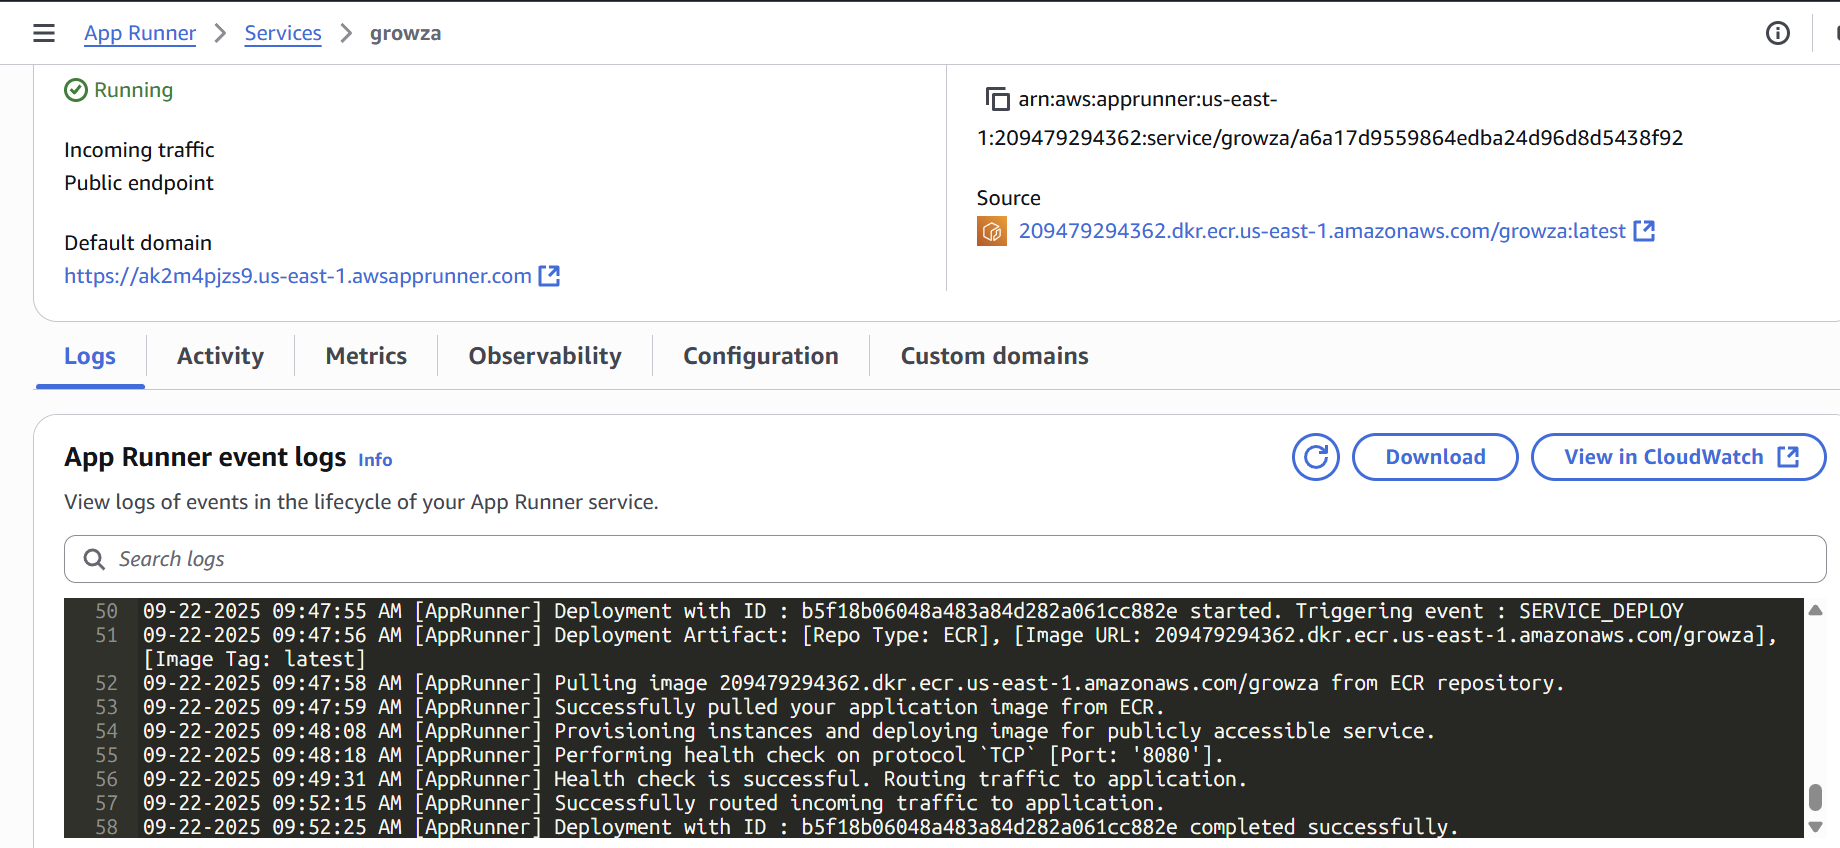 App Runner > Services > growza
Running
Incoming traffic
Public endpoint
Default domain
https://ak2m4pjzs9.us-east-1.awsapprunner.com
arn:aws:apprunner:us-east-
1:209479294362:service/growza/a6a17d9559864edba24d96d8d5438f92
Source
209479294362.dkr.ecr.us-east-1.amazonaws.com/growza:latest
Logs Activity Metrics Observability Configuration Custom domains
App Runner event logs Info
Download
View in CloudWatch
View logs of events in the lifecycle of your App Runner service.
Search logs
50 09-22-2025 09:47:55 AM [AppRunner] Deployment with ID : b5f18b06048a483a84d282a061cc882e started. Triggering event : SERVICE_DEPLOY
51 09-22-2025 09:47:56 AM [AppRunner] Deployment Artifact: [Repo Type: ECR], [Image URL: 209479294362.dkr.ecr.us-east-1.amazonaws.com/growza],
[Image Tag: latest]
52 09-22-2025 09:47:58 AM [AppRunner] Pulling image 209479294362.dkr.ecr.us-east-1.amazonaws.com/growza from ECR repository.
53 09-22-2025 09:47:59 AM [AppRunner] Successfully pulled your application image from ECR.
54 09-22-2025 09:48:08 AM [AppRunner] Provisioning instances and deploying image for publicly accessible service.
55 09-22-2025 09:48:18 AM [AppRunner] Performing health check on protocol `TCP` [Port: '8080'].
56 09-22-2025 09:49:31 AM [AppRunner] Health check is successful. Routing traffic to application.
57 09-22-2025 09:52:15 AM [AppRunner] Successfully routed incoming traffic to application.
58 09-22-2025 09:52:25 AM [AppRunner] Deployment with ID : b5f18b06048a483a84d282a061cc882e completed successfully.